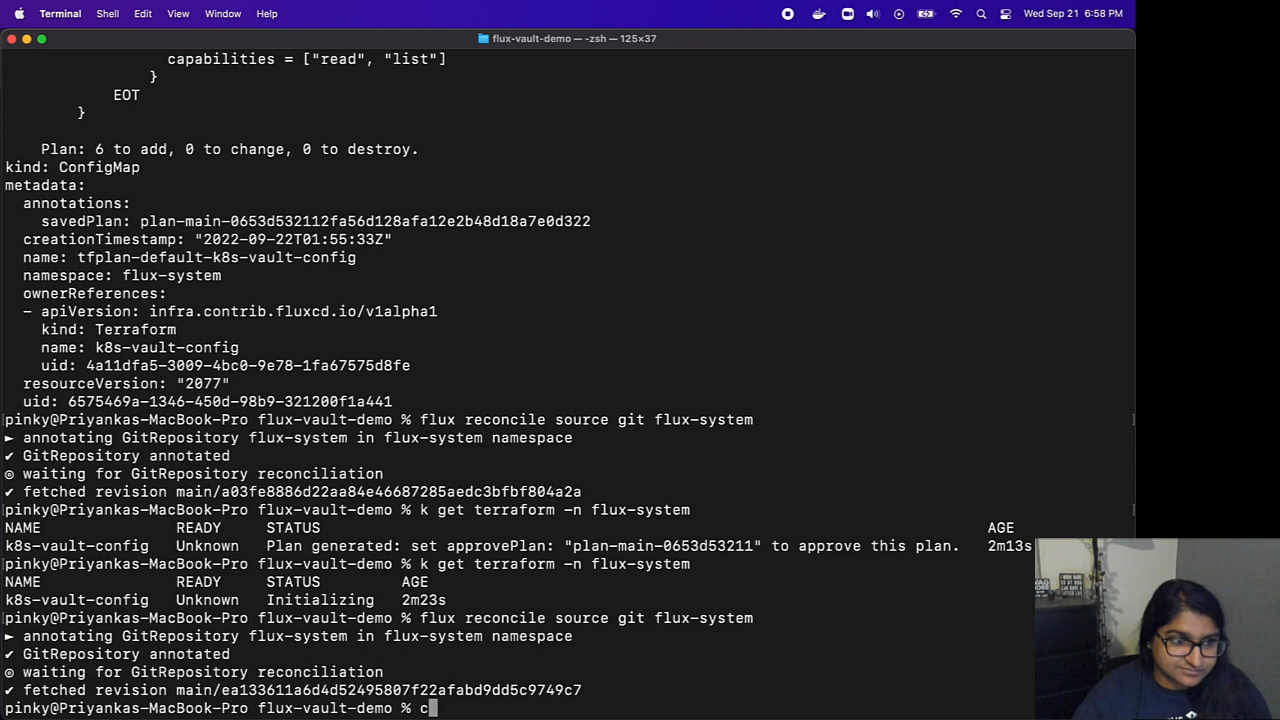 Terminal Shell Edit View Window Help Wed Sep 21 6:58 PM
flux-vault-demo — -zsh — 125×37
capabilities = ["read", "list"]
}
EOT
}
Plan: 6 to add, 0 to change, 0 to destroy.
kind: ConfigMap
metadata:
annotations:
savedPlan: plan-main-0653d532112fa56d128afa12e2b48d18a7e0d322
creationTimestamp: "2022-09-22T01:55:33Z"
name: tfplan-default-k8s-vault-config
namespace: flux-system
ownerReferences:
- apiVersion: infra.contrib.fluxcd.io/v1alpha1
kind: Terraform
name: k8s-vault-config
uid: 4a11dfa5-3009-4bc0-9e78-1fa67575d8fe
resourceVersion: "2077"
uid: 6575469a-1346-450d-98b9-321200f1a441
pinky@Priyankas-MacBook-Pro flux-vault-demo % flux reconcile source git flux-system
► annotating GitRepository flux-system in flux-system namespace
✔ GitRepository annotated
◎ waiting for GitRepository reconciliation
✔ fetched revision main/a03fe8886d22aa84e46687285aedc3bfbf804a2a
pinky@Priyankas-MacBook-Pro flux-vault-demo % k get terraform -n flux-system
NAME READY STATUS AGE
k8s-vault-config Unknown Plan generated: set approvePlan: "plan-main-0653d53211" to approve this plan. 2m13s
pinky@Priyankas-MacBook-Pro flux-vault-demo % k get terraform -n flux-system
NAME READY STATUS AGE
k8s-vault-config Unknown Initializing 2m23s
pinky@Priyankas-MacBook-Pro flux-vault-demo % flux reconcile source git flux-system
► annotating GitRepository flux-system in flux-system namespace
✔ GitRepository annotated
◎ waiting for GitRepository reconciliation
✔ fetched revision main/ea133611a6d4d52495807f22afabd9dd5c9749c7
pinky@Priyankas-MacBook-Pro flux-vault-demo % c